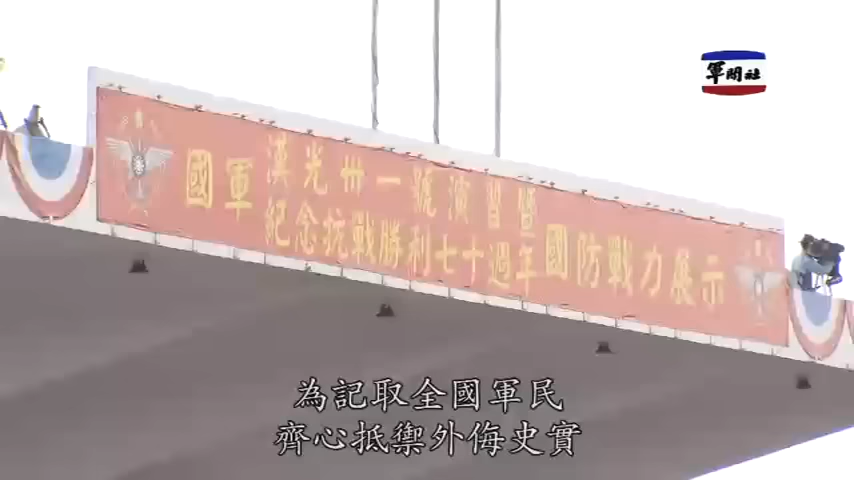 軍聞社
國軍
漢光卅一號演習暨
紀念抗戰勝利七十週年
國防戰力展示
為記取全國軍民
齊心抵禦外侮史實